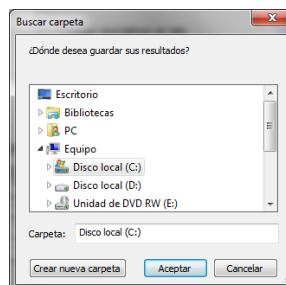 Buscar carpeta
¿Dónde desea guardar sus resultados?
Escritorio
Bibliotecas
PC
Equipo
Disco local (C:)
Disco local (D:)
Unidad de DVD RW (E:)
Carpeta: Disco local (C:)
Crear nueva carpeta Aceptar Cancelar